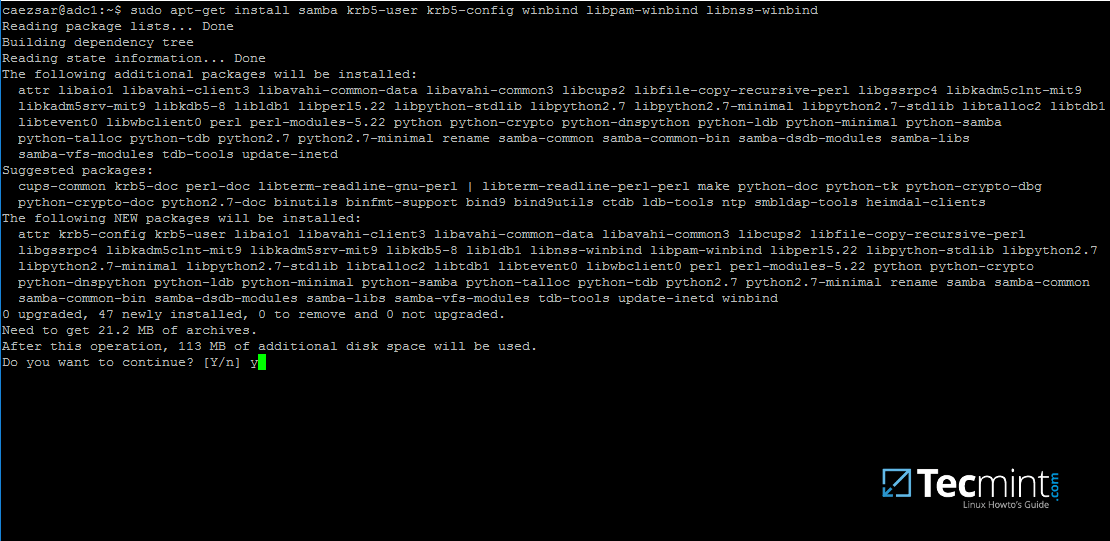 caezsar@adc1:~$ sudo apt-get install samba krb5-user krb5-config winbind libpam-winbind libnss-winbind
Reading package lists... Done
Building dependency tree
Reading state information... Done
The following additional packages will be installed:
  attr libaio1 libavahi-client3 libavahi-common-data libavahi-common3 libcups2 libfile-copy-recursive-perl libgssrpc4 libkadm5clnt-mit9
  libkadm5srv-mit9 libkdb5-8 libldb1 libperl5.22 libpython-stdlib libpython2.7 libpython2.7-minimal libpython2.7-stdlib libtalloc2 libtdb1
  libtevent0 libwbclient0 perl perl-modules-5.22 python python-crypto python-dnspython python-ldb python-minimal python-samba
  python-talloc python-tdb python2.7 python2.7-minimal rename samba-common samba-common-bin samba-dsdb-modules samba-libs
  samba-vfs-modules tdb-tools update-inetd
Suggested packages:
  cups-common krb5-doc perl-doc libterm-readline-gnu-perl | libterm-readline-perl-perl make python-doc python-tk python-crypto-dbg
  python-crypto-doc python2.7-doc binutils binfmt-support bind9 bind9utils ctdb ldb-tools ntp smbldap-tools heimdal-clients
The following NEW packages will be installed:
  attr krb5-config krb5-user libaio1 libavahi-client3 libavahi-common-data libavahi-common3 libcups2 libfile-copy-recursive-perl
  libgssrpc4 libkadm5clnt-mit9 libkadm5srv-mit9 libkdb5-8 libldb1 libnss-winbind libpam-winbind libperl5.22 libpython-stdlib libpython2.7
  libpython2.7-minimal libpython2.7-stdlib libtalloc2 libtdb1 libtevent0 libwbclient0 perl perl-modules-5.22 python python-crypto
  python-dnspython python-ldb python-minimal python-samba python-talloc python-tdb python2.7 python2.7-minimal rename samba samba-common
  samba-common-bin samba-dsdb-modules samba-libs samba-vfs-modules tdb-tools update-inetd winbind
0 upgraded, 47 newly installed, 0 to remove and 0 not upgraded.
Need to get 21.2 MB of archives.
After this operation, 113 MB of additional disk space will be used.
Do you want to continue? [Y/n] y
Tecmint.com
Linux Howto's Guide